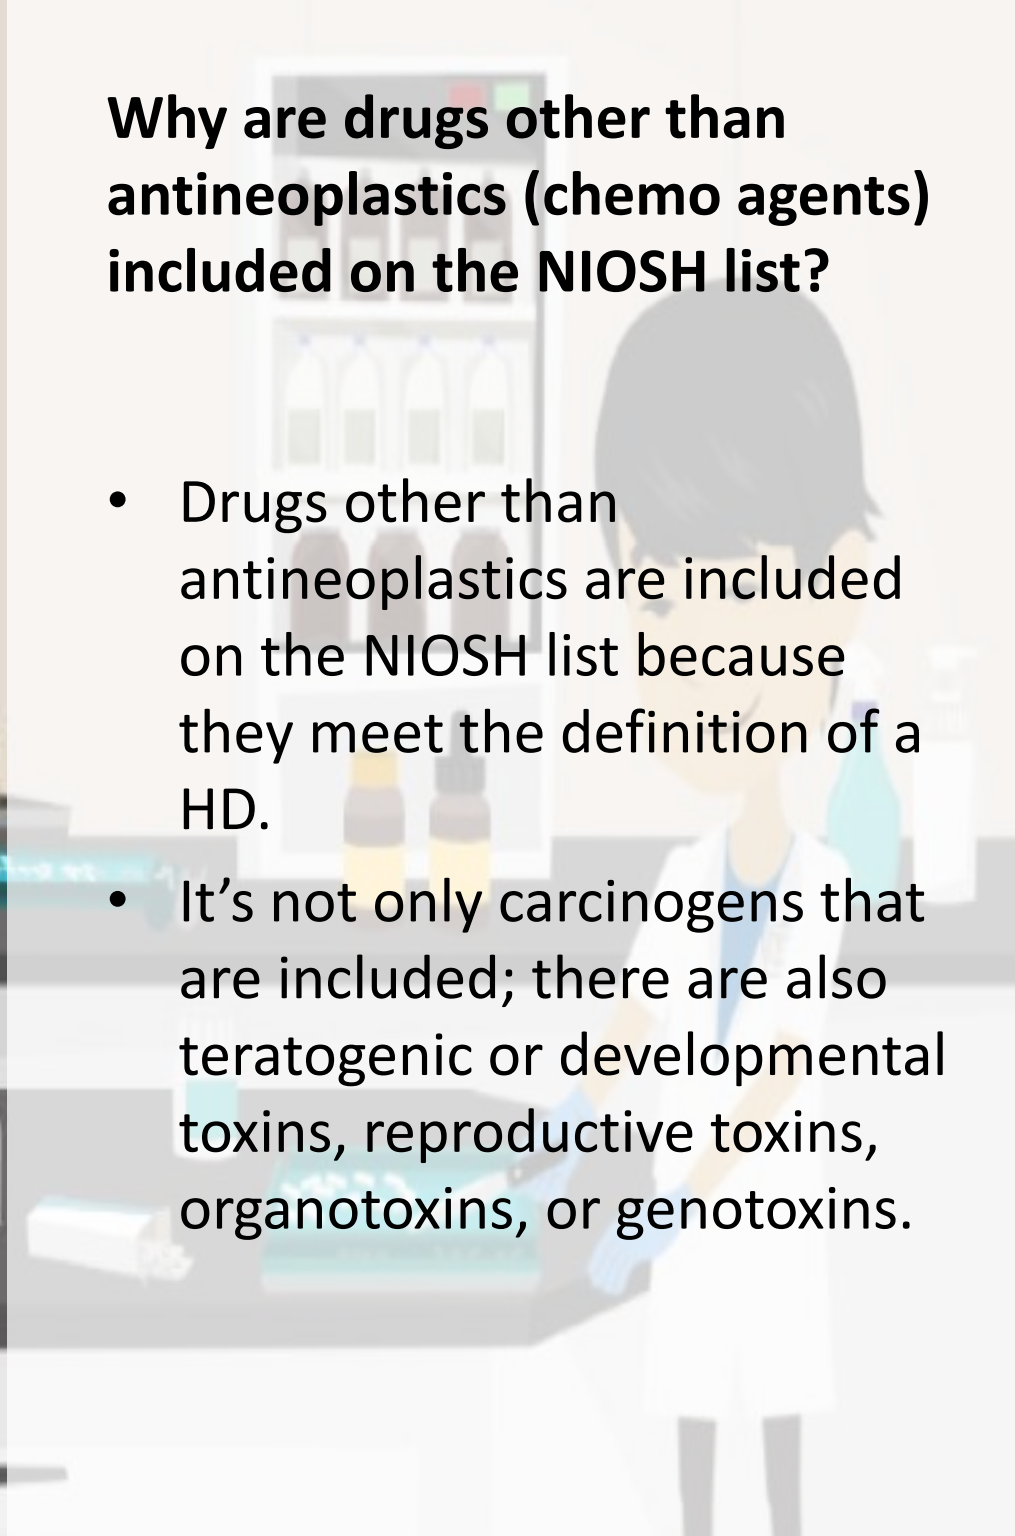 Why are drugs other than
antineoplastics (chemo agents)
included on the NIOSH list?
• Drugs other than
antineoplastics are included
on the NIOSH list because
they meet the definition of a
HD.
• It’s not only carcinogens that
are included; there are also
teratogenic or developmental
toxins, reproductive toxins,
organotoxins, or genotoxins.